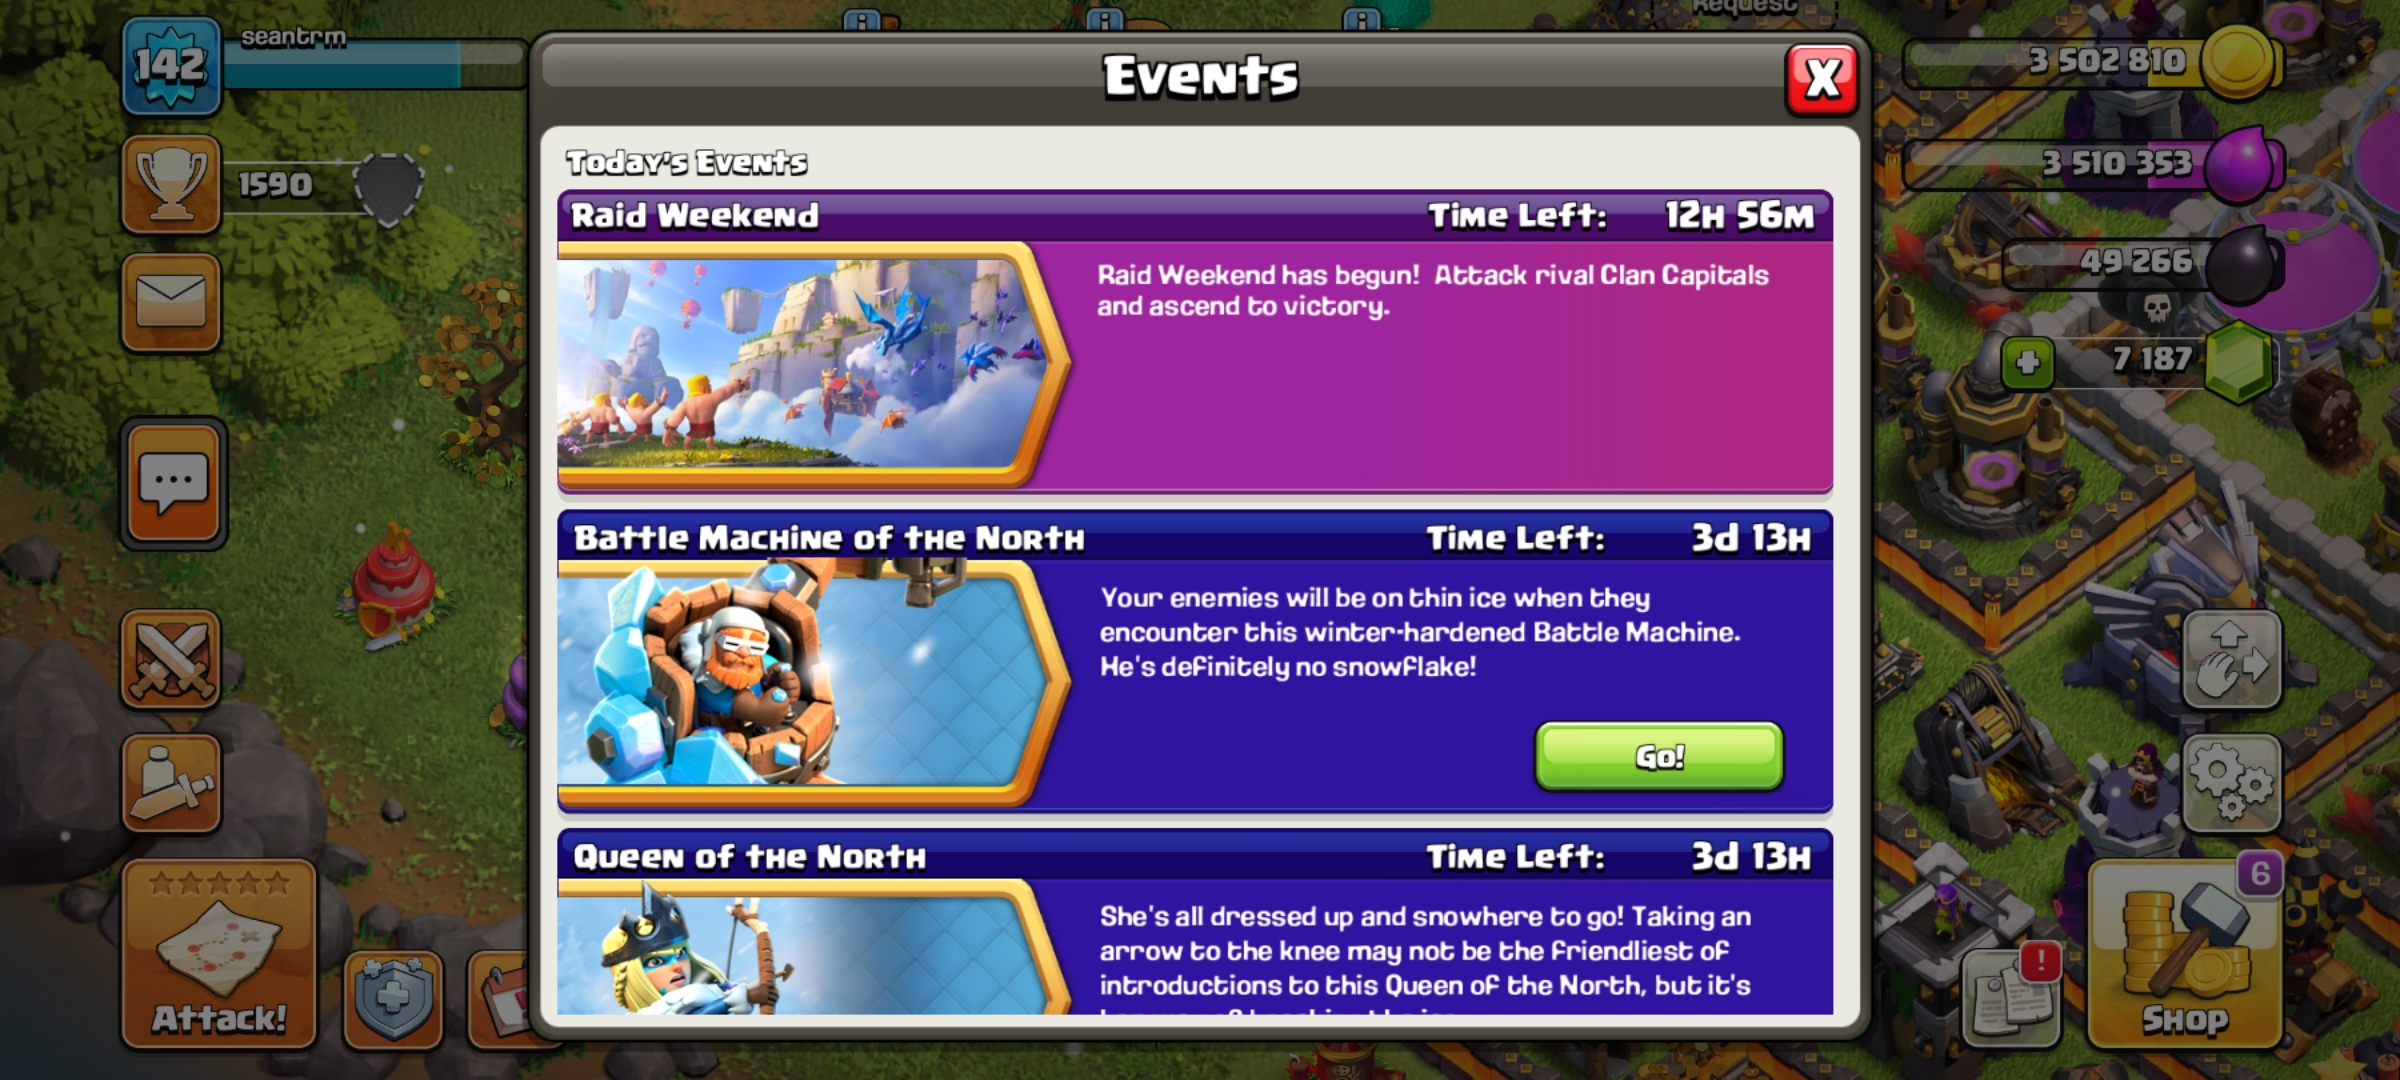 Request
142
seantrm
Events
X
3 502 810
Today's Events
3 510 353
1590
Raid Weekend
Time Left: 12H 56M
Raid Weekend has begun! Attack rival Clan Capitals
and ascend to victory.
49 266
7 187
Battle Machine of the North
Time Left: 3d 13H
Your enemies will be on thin ice when they
encounter this winter-hardened Battle Machine.
He's definitely no snowflake!
Go!
Queen of the North
Time Left: 3d 13H
6
She's all dressed up and snowhere to go! Taking an
arrow to the knee may not be the friendliest of
introductions to this Queen of the North, but it's
!
Attack!
Shop